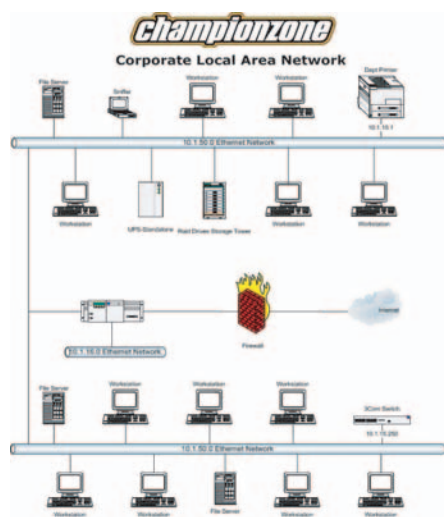 championzone
Corporate Local Area Network
File Server
Sniffer
Workstation
Workstation
Dept Printer
10.1.10.1
10.1.50.0 Ethernet Network
Workstation
UPS-Standalone
Raid Driven Storage Tower
Workstation
Workstation
Internet
Firewall
10.1.10.0 Ethernet Network
File Server
Workstation
Workstation
Workstation
3Com Switch
10.1.10.250
10.1.50.0 Ethernet Network
Workstation
Workstation
File Server
Workstation
Workstation